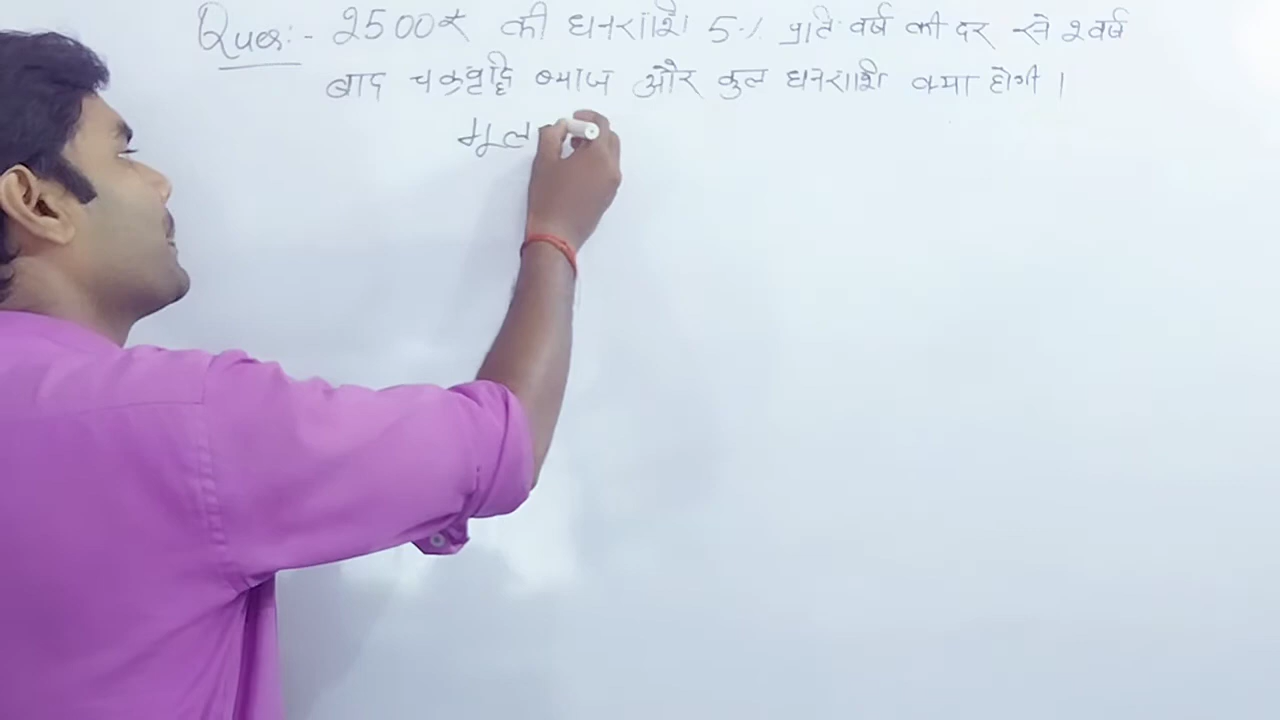 Ques:- 2500₹ की धनराशि 5% प्रति वर्ष की दर से 2 वर्ष
बाद चक्रवृद्धि ब्याज और कुल धनराशि क्या होगी।
मूल